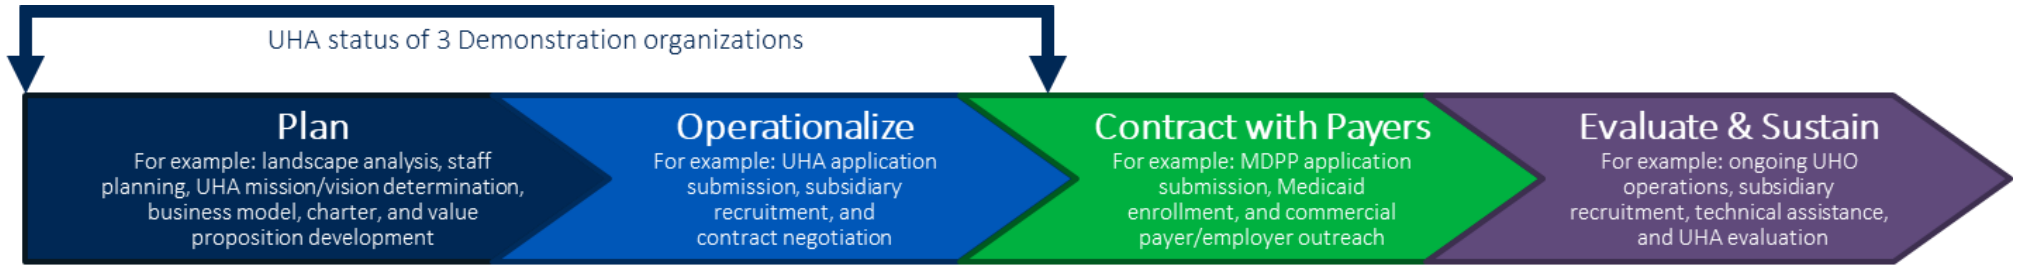 UHA status of 3 Demonstration organizations
Plan
For example: landscape analysis, staff
planning, UHA mission/vision determination,
business model, charter, and value
proposition development
Operationalize
For example: UHA application
submission, subsidiary
recruitment, and
contract negotiation
Contract with Payers
For example: MDPP application
submission, Medicaid
enrollment, and commercial
payer/employer outreach
Evaluate & Sustain
For example: ongoing UHO
operations, subsidiary
recruitment, technical assistance,
and UHA evaluation